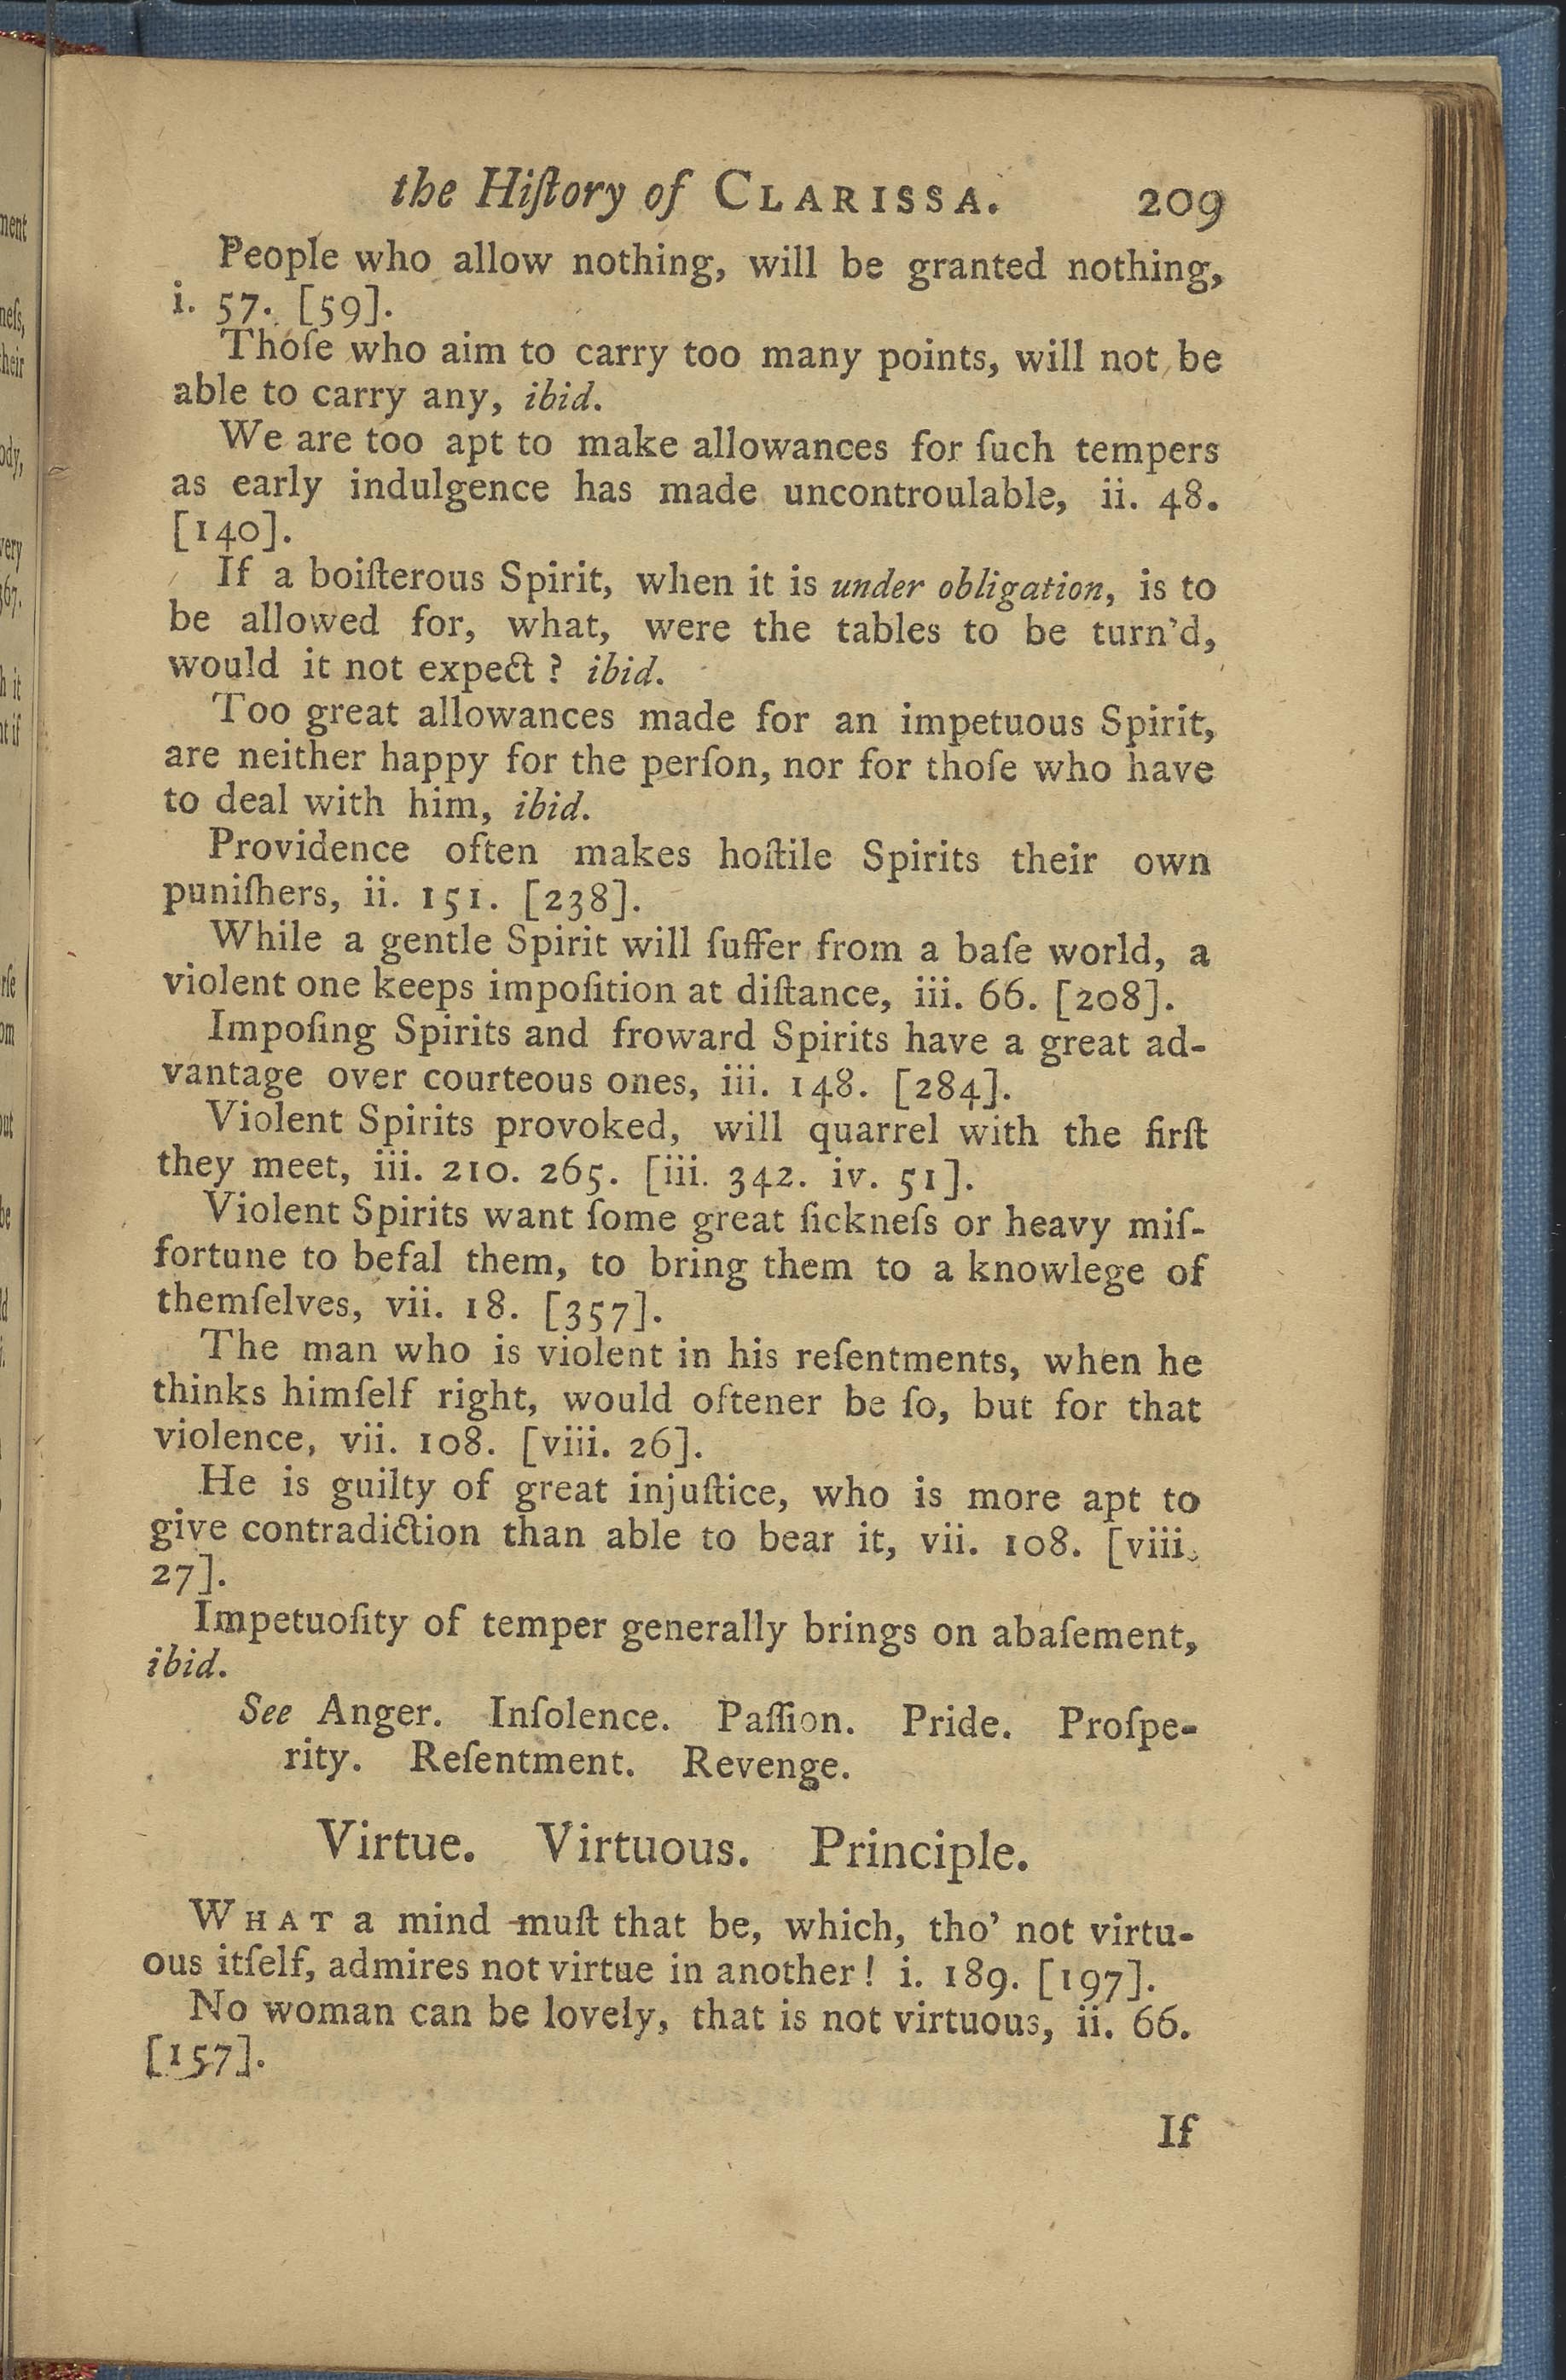 the Hiſtory of CLARISSA. 209
People who allow nothing, will be granted nothing,
i. 57. [59].
Thoſe who aim to carry too many points, will not be
able to carry any, ibid.
We are too apt to make allowances for ſuch tempers
as early indulgence has made uncontroulable, ii. 48.
[140].
If a boiſterous Spirit, when it is under obligation, is to
be allowed for, what, were the tables to be turn'd,
would it not expect? ibid.
Too great allowances made for an impetuous Spirit,
are neither happy for the perſon, nor for thoſe who have
to deal with him, ibid.
Providence often makes hoſtile Spirits their own
puniſhers, ii. 151. [238].
While a gentle Spirit will ſuffer from a baſe world, a
violent one keeps impoſition at diſtance, iii. 66. [208].
Impoſing Spirits and froward Spirits have a great ad-
vantage over courteous ones, iii. 148. [284].
Violent Spirits provoked, will quarrel with the firſt
they meet, iii. 210. 265. [iii. 342. iv. 51].
Violent Spirits want ſome great ſickneſs or heavy miſ-
fortune to befal them, to bring them to a knowlege of
themſelves, vii. 18. [357].
The man who is violent in his reſentments, when he
thinks himſelf right, would oftener be ſo, but for that
violence, vii. 108. [viii. 26].
He is guilty of great injuſtice, who is more apt to
give contradiction than able to bear it, vii. 108. [viii.
27].
Impetuoſity of temper generally brings on abaſement,
ibid.
See Anger. Inſolence. Paſſion. Pride. Proſpe-
rity. Reſentment. Revenge.
Virtue. Virtuous. Principle.
WHAT a mind muſt that be, which, tho' not virtu-
ous itſelf, admires not virtue in another! i. 189. [197].
No woman can be lovely, that is not virtuous, ii. 66.
[157].
If